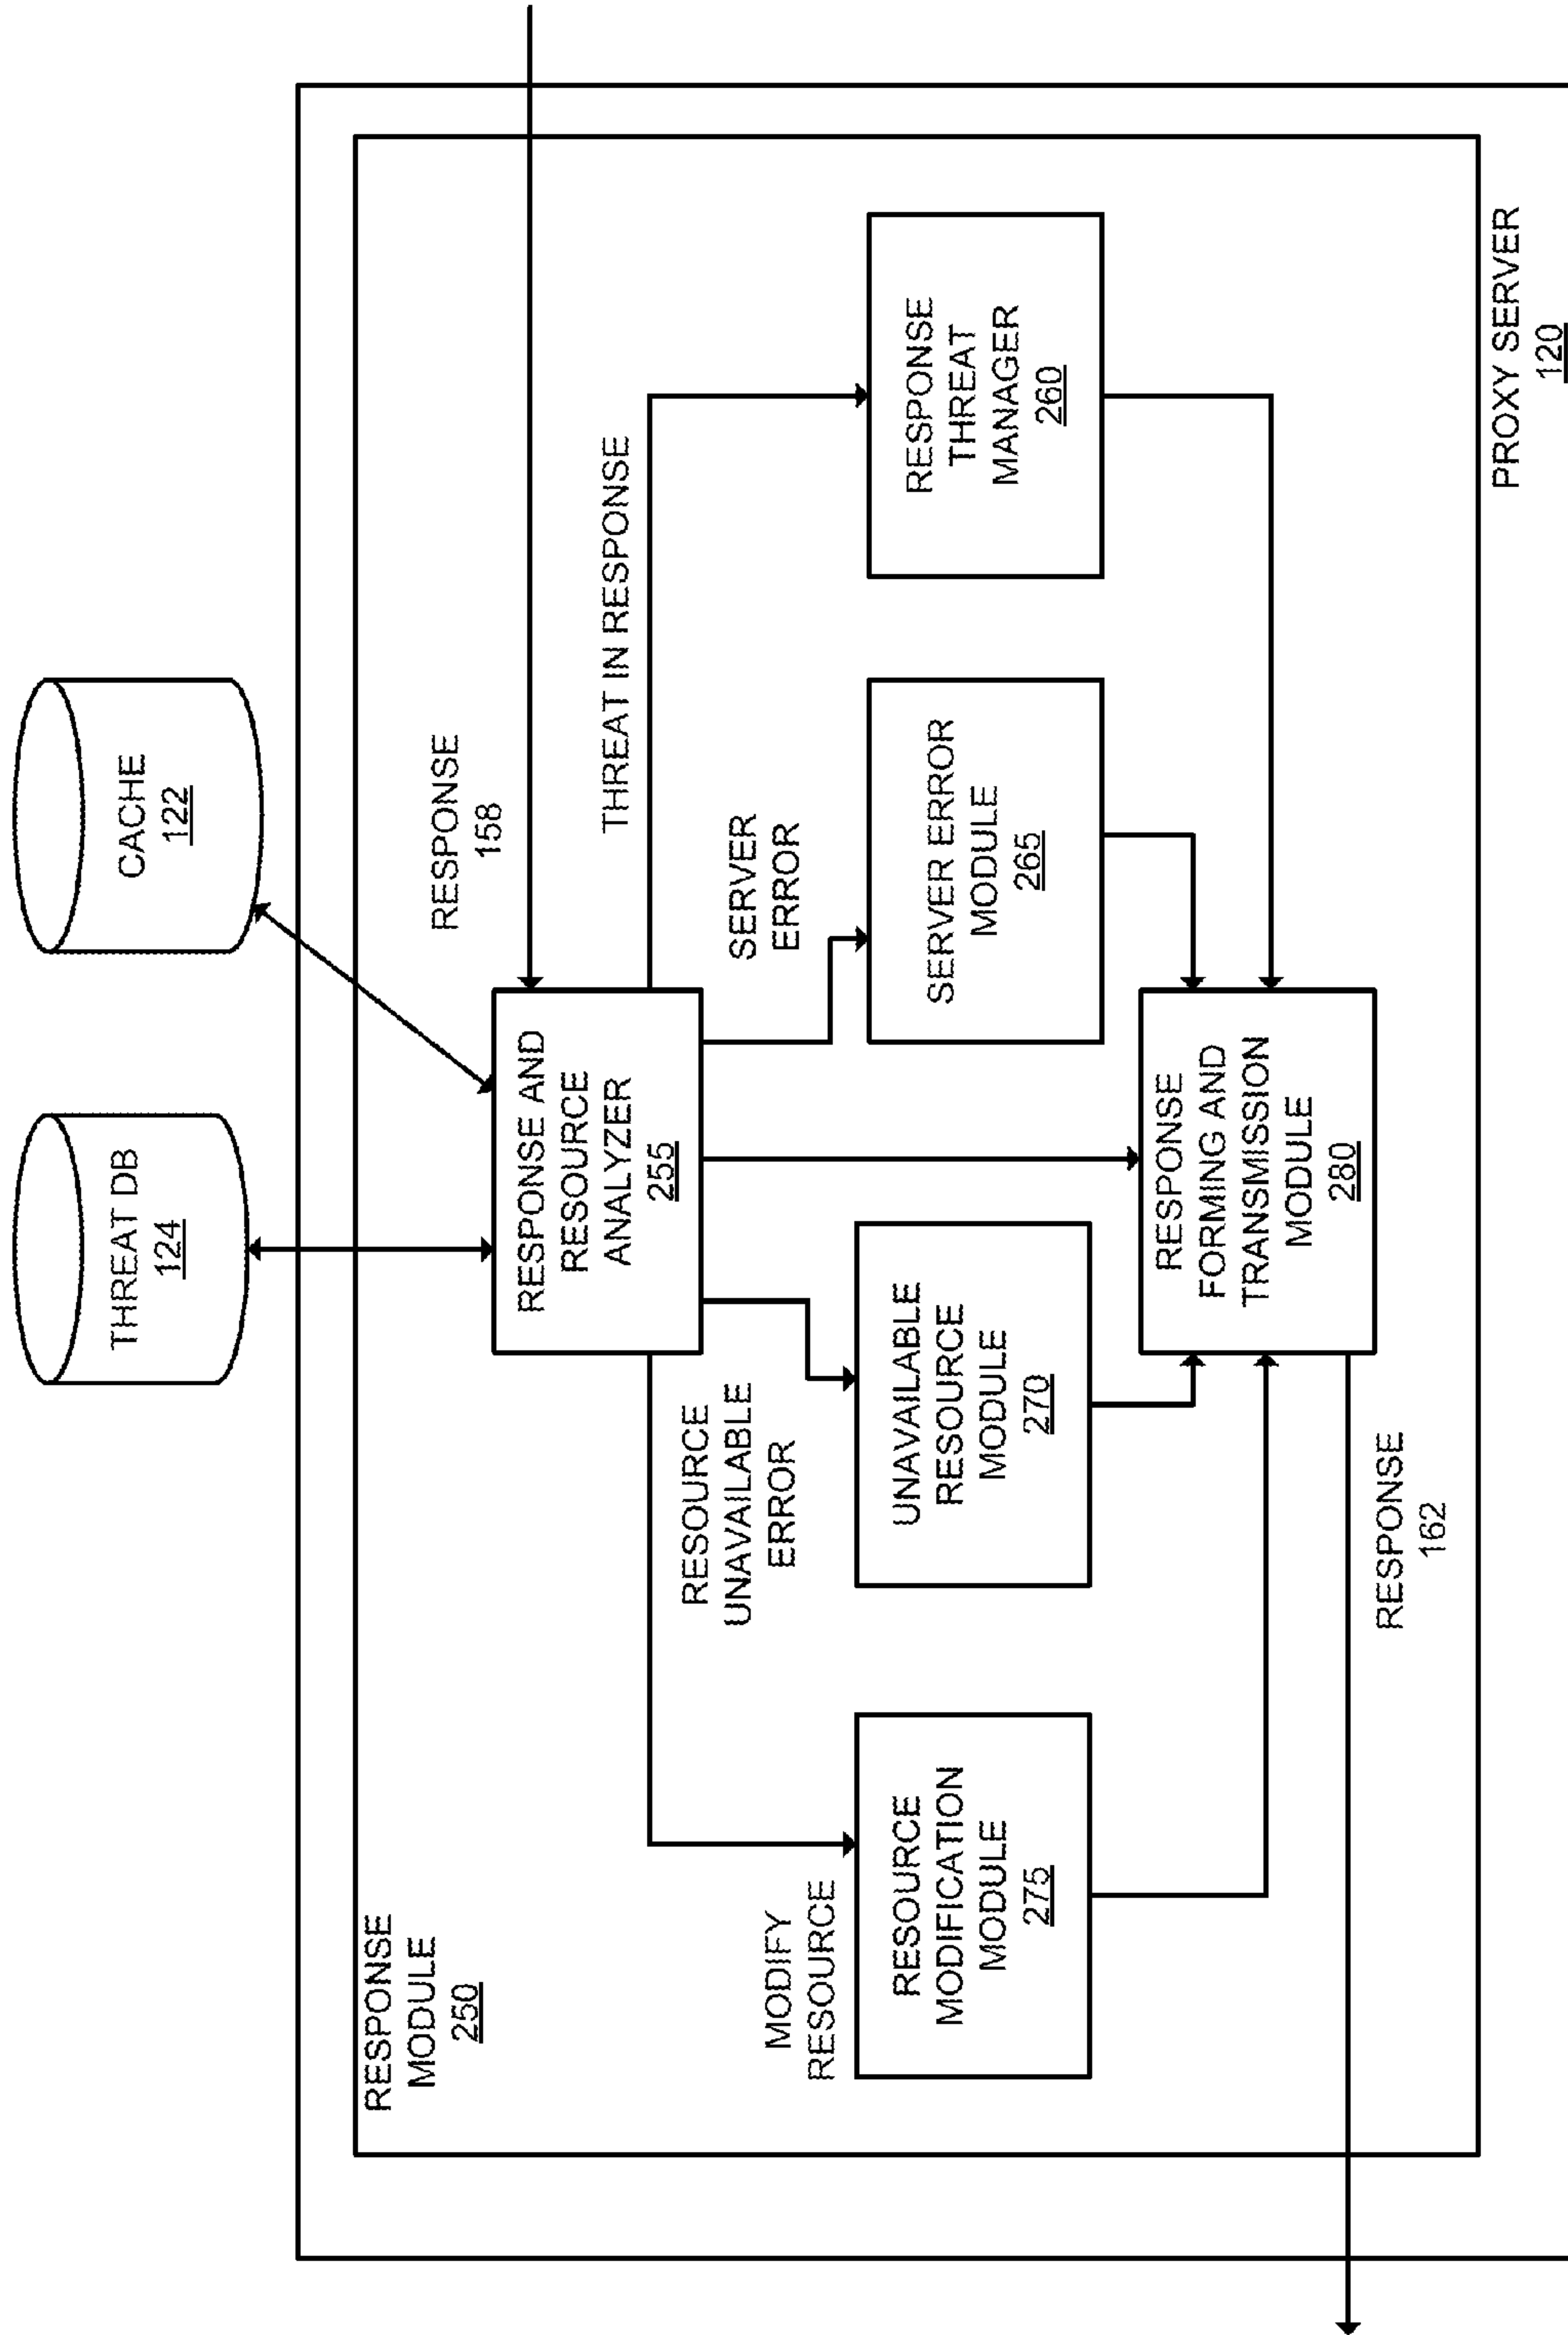 THREAT DB
124
CACHE
122
RESPONSE
MODULE
250
RESPONSE
158
RESPONSE AND
RESOURCE
ANALYZER
255
THREAT IN RESPONSE
SERVER
ERROR
RESOURCE
UNAVAILABLE
ERROR
MODIFY
RESOURCE
RESOURCE
MODIFICATION
MODULE
275
UNAVAILABLE
RESOURCE
MODULE
270
SERVER ERROR
MODULE
265
RESPONSE
THREAT
MANAGER
260
RESPONSE
FORMING AND
TRANSMISSION
MODULE
280
RESPONSE
162
PROXY SERVER
120